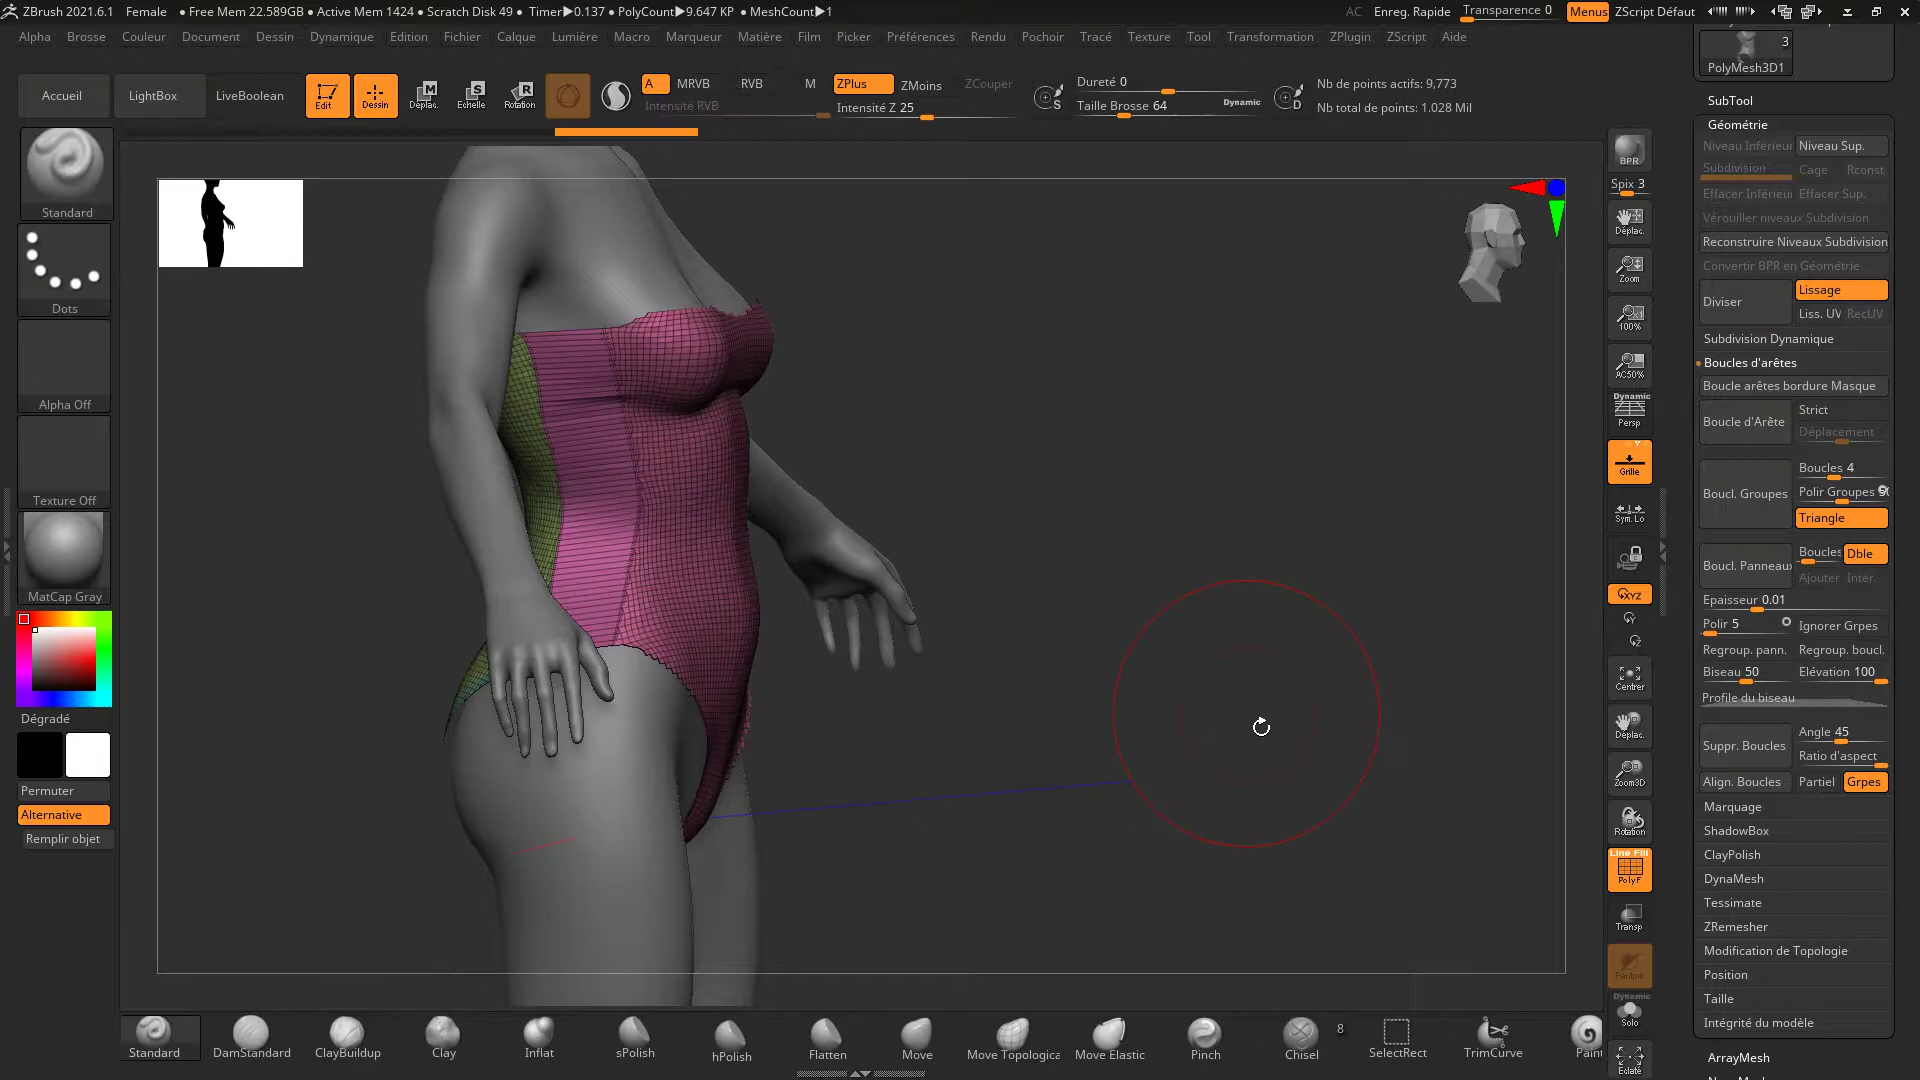 ZBrush 2021.6.1 Female • Free Mem 22.589GB • Active Mem 1424 • Scratch Disk 49 • Timer▶0.137 • PolyCount▶9.647 KP • MeshCount▶1
AC Enreg. Rapide Transparence 0 Menus ZScript Défaut
Alpha Brosse Couleur Document Dessin Dynamique Edition Fichier Calque Lumière Macro Marqueur Matière Film Picker Préférences Rendu Pochoir Tracé Texture Tool Transformation ZPlugin ZScript Aide
Accueil LightBox LiveBoolean Edit Dessin Déplac. Echelle Rotation
A MRVB RVB M ZPlus ZMoins ZCouper
Intensité RVB Intensité Z 25
Dureté 0
Taille Brosse 64 Dynamic
S
D
Nb de points actifs: 9,773
Nb total de points: 1.028 Mil
Standard
Dots
Alpha Off
Texture Off
MatCap Gray
Dégradé
Permuter
Alternative
Remplir objet
BPR
Spix 3
Déplac.
Zoom
100%
AC50%
Dynamic
Persp
Grille
Sym. Lo
XYZ
Y
Z
Centrer
Déplac.
Zoom3D
Rotation
Line Fill
PolyF
Transp
Fantom
Dynamic
Solo
Eclaté
3
PolyMesh3D1
SubTool
Géométrie
Niveau Inférieur Niveau Sup.
Subdivision Cage Rconst
Effacer Inférieu Effacer Sup.
Vérouiller niveaux Subdivision
Reconstruire Niveaux Subdivision
Convertir BPR en Géométrie
Diviser Lissage
Liss. UV RecUV
Subdivision Dynamique
Boucles d'arêtes
Boucle arêtes bordure Masque
Boucle d'Arête Strict
Déplacement
Boucl. Groupes Boucles 4
Polir Groupes 50
Triangle
Boucl. Panneaux Boucles Dble
Ajouter Inter.
Epaisseur 0.01
Polir 5 Ignorer Grpes
Regroup. pann. Regroup. boucl.
Biseau 50 Elévation 100
Profile du biseau
Suppr. Boucles Angle 45
Ratio d'aspect
Align. Boucles Partiel Grpes
Marquage
ShadowBox
ClayPolish
DynaMesh
Tessimate
ZRemesher
Modification de Topologie
Position
Taille
Intégrité du modèle
ArrayMesh
Standard DamStandard ClayBuildup Clay Inflat sPolish hPolish Flatten Move Move Topologica Move Elastic Pinch Chisel 8 SelectRect TrimCurve Paint